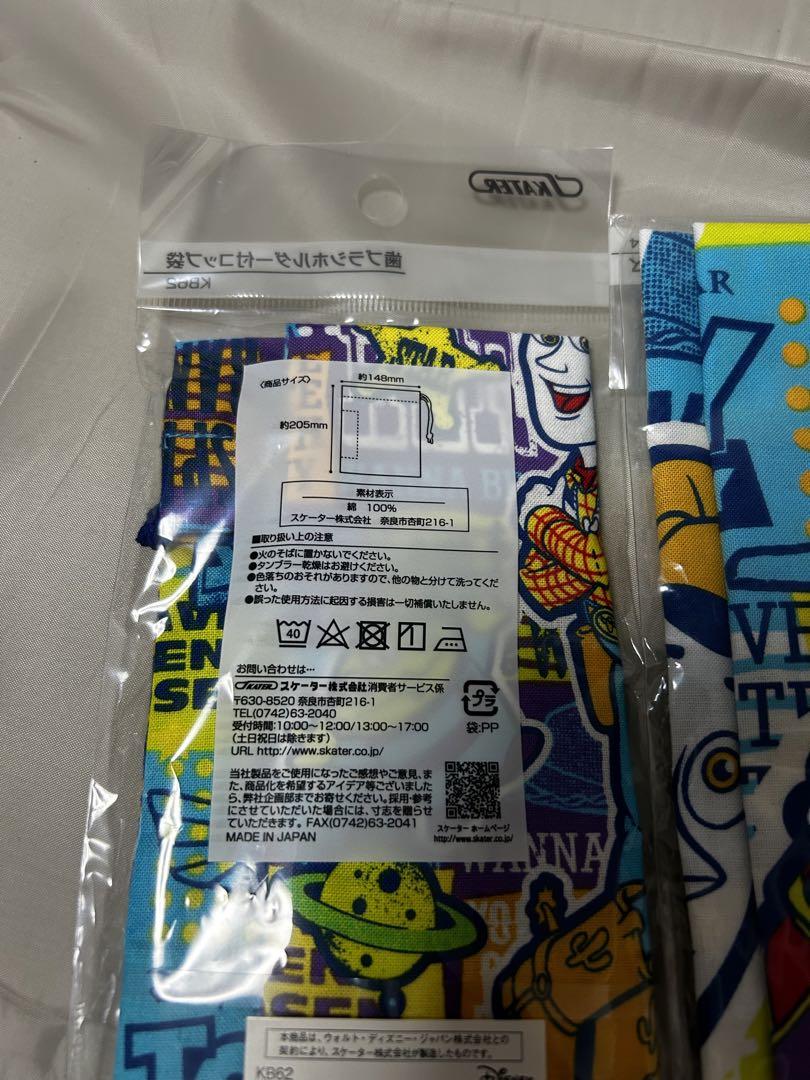 SKATER
歯ブラシホルダー付コップ袋
KB62
〈商品サイズ〉
約148mm
約205mm
素材表示
綿 100%
スケーター株式会社 奈良市杏町216-1
■取り扱い上の注意
●火のそばに置かないでください。
●タンブラー乾燥はお避けください。
●色落ちのおそれがありますので、他の物と分けて洗ってくだ
さい。
●誤った使用方法に起因する損害は一切補償いたしません。
40
お問い合わせは…
SKATER スケーター株式会社 消費者サービス係
〒630-8520 奈良市杏町216-1
TEL(0742)63-2040
受付時間:10:00~12:00/13:00~17:00
(土日祝日は除きます)
URL http://www.skater.co.jp/
プラ
袋:PP
当社製品をご使用になったご感想やご意見、ま
た、商品化を希望するアイデア等ございました
ら、弊社企画部までお寄せください。採用・参考
にさせていただいた場合には、寸志を贈らせ
ていただきます。FAX(0742)63-2041
MADE IN JAPAN
スケーター ホームページ
http://www.skater.co.jp/
WANNA
本商品は、ウォルト・ディズニー・ジャパン株式会社との
契約により、スケーター株式会社が製造したものです。
KB62
Disney